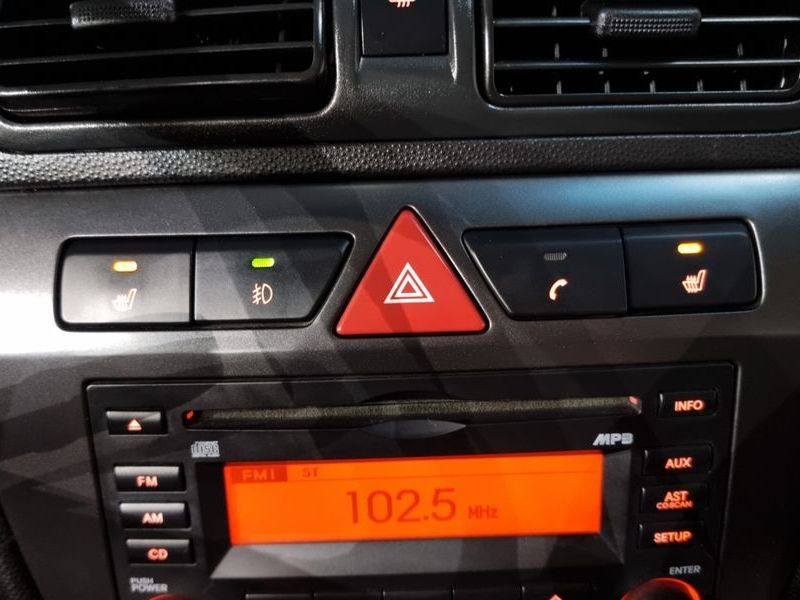 INFO
disc
MP3
FM1 ST
AUX
FM
102.5 MHz
AST
CD-SCAN
AM
SETUP
CD
PUSH
POWER
ENTER